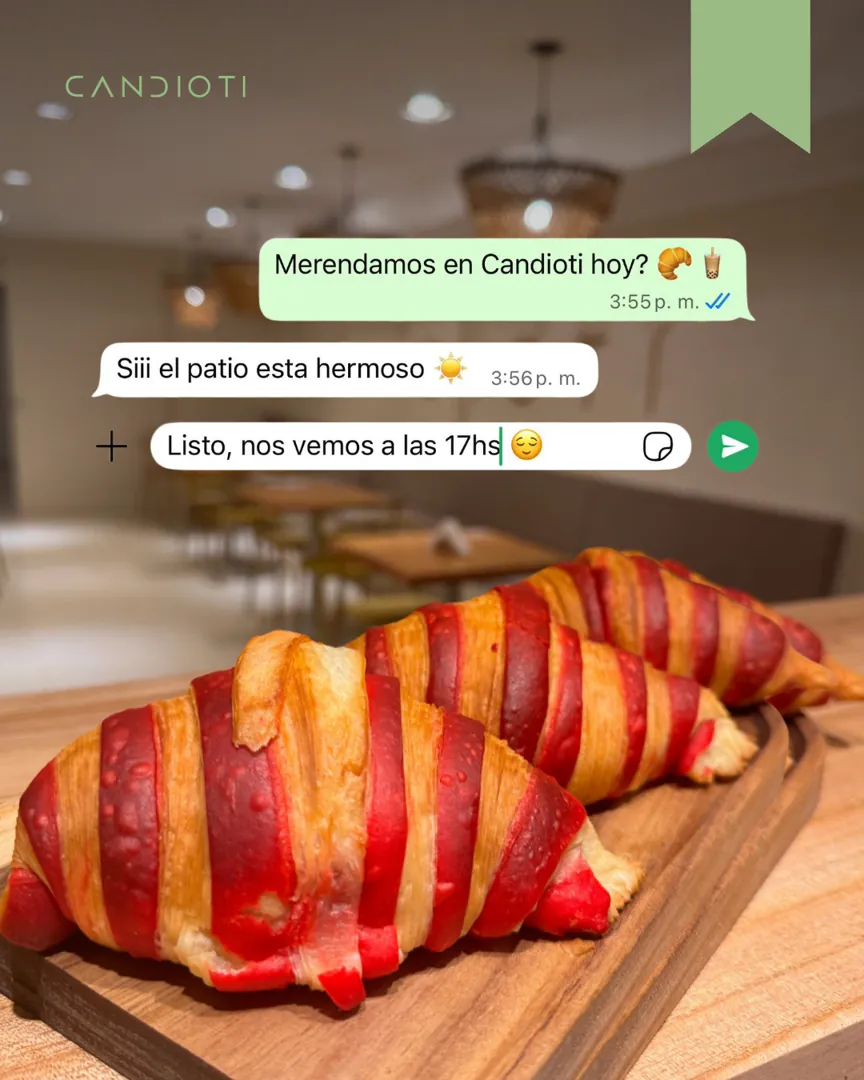 CANDIOTI
Merendamos en Candioti hoy? 🥐 🧋
3:55 p. m.
Siii el patio esta hermoso ☀️
3:56 p. m.
Listo, nos vemos a las 17hs 😌